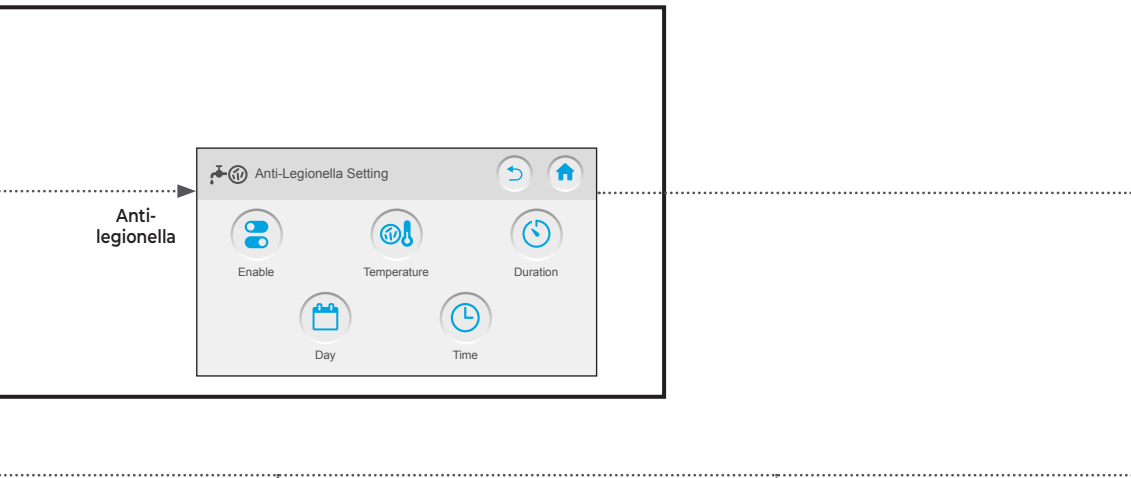 Anti-Legionella Setting
Anti-
legionella
Enable
Temperature
Duration
Day
Time